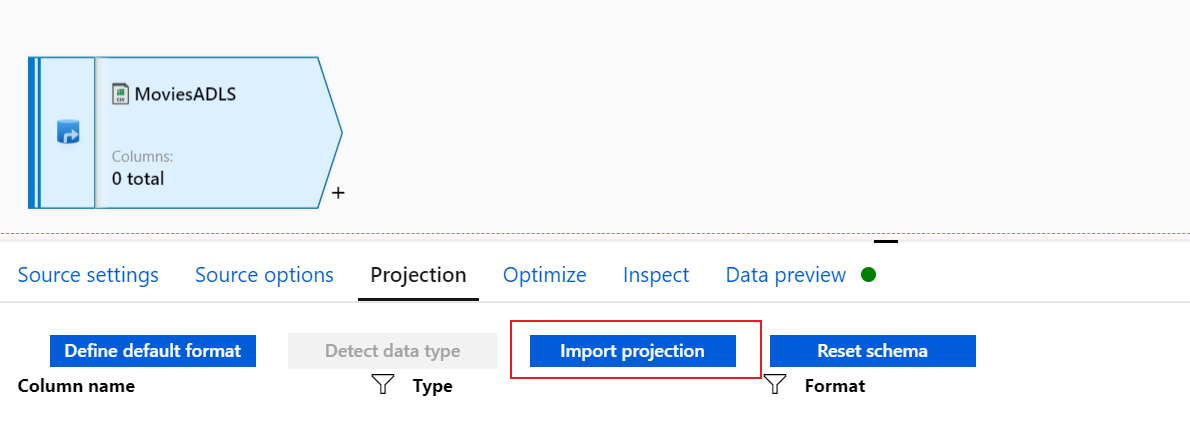 MoviesADLS
Columns:
0 total
+
Source settings Source options Projection Optimize Inspect Data preview
Define default format Detect data type Import projection Reset schema
Column name Type Format